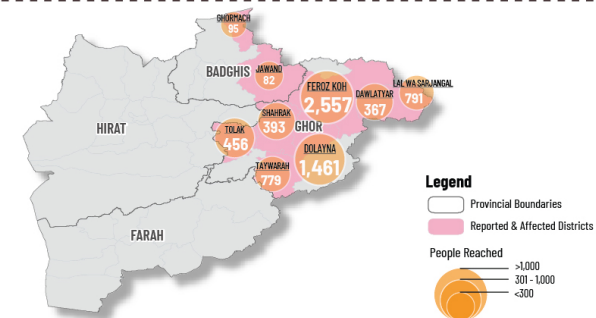 GHORMACH
95
BADGHIS
JAWAND
82
FEROZ KOH
2,557
DAWLATYAR
367
LAL WA SARJANGAL
791
HIRAT
SHAHRAK
393
GHOR
TOLAK
456
DOLAYNA
1,461
TAYWARAH
779
FARAH
Legend
Provincial Boundaries
Reported & Affected Districts
People Reached
>1,000
301 - 1,000
<300